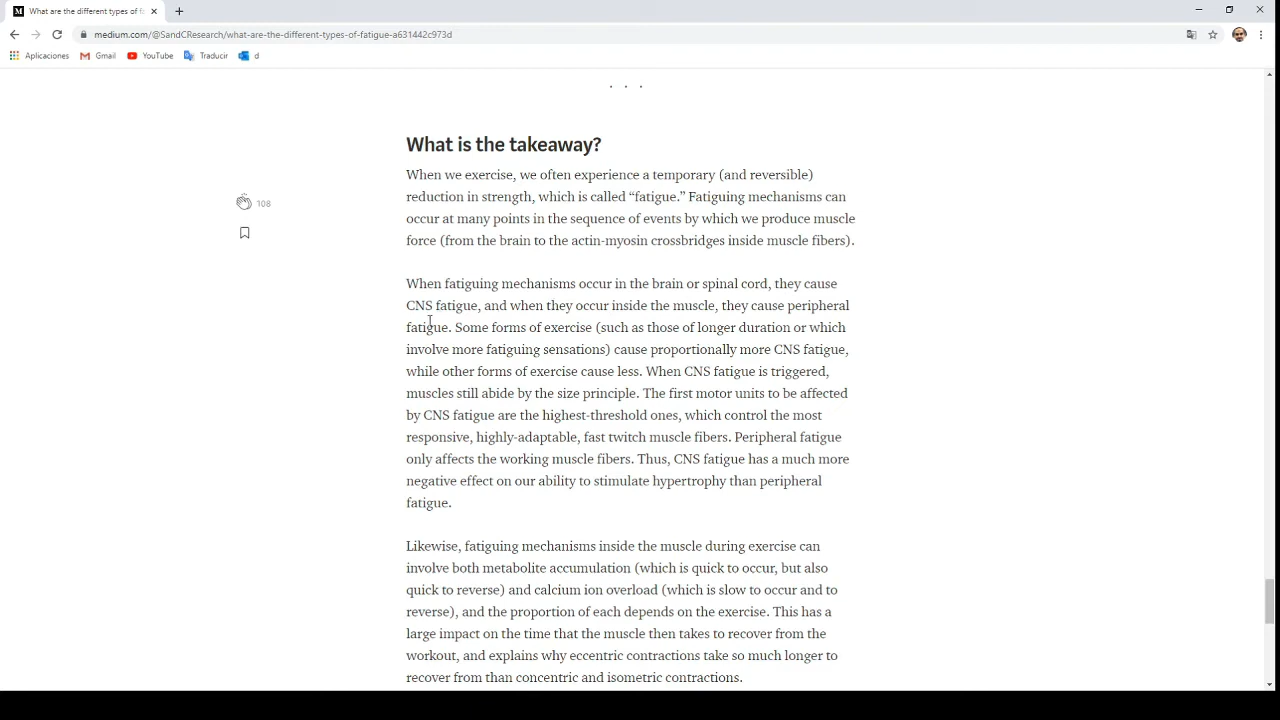 What are the different types of f
medium.com/@SandCResearch/what-are-the-different-types-of-fatigue-a631442c973d
Aplicaciones Gmail YouTube Traducir d
. . .
What is the takeaway?
When we exercise, we often experience a temporary (and reversible)
reduction in strength, which is called “fatigue.” Fatiguing mechanisms can
108
occur at many points in the sequence of events by which we produce muscle
force (from the brain to the actin-myosin crossbridges inside muscle fibers).
When fatiguing mechanisms occur in the brain or spinal cord, they cause
CNS fatigue, and when they occur inside the muscle, they cause peripheral
fatigue. Some forms of exercise (such as those of longer duration or which
involve more fatiguing sensations) cause proportionally more CNS fatigue,
while other forms of exercise cause less. When CNS fatigue is triggered,
muscles still abide by the size principle. The first motor units to be affected
by CNS fatigue are the highest-threshold ones, which control the most
responsive, highly-adaptable, fast twitch muscle fibers. Peripheral fatigue
only affects the working muscle fibers. Thus, CNS fatigue has a much more
negative effect on our ability to stimulate hypertrophy than peripheral
fatigue.
Likewise, fatiguing mechanisms inside the muscle during exercise can
involve both metabolite accumulation (which is quick to occur, but also
quick to reverse) and calcium ion overload (which is slow to occur and to
reverse), and the proportion of each depends on the exercise. This has a
large impact on the time that the muscle then takes to recover from the
workout, and explains why eccentric contractions take so much longer to
recover from than concentric and isometric contractions.